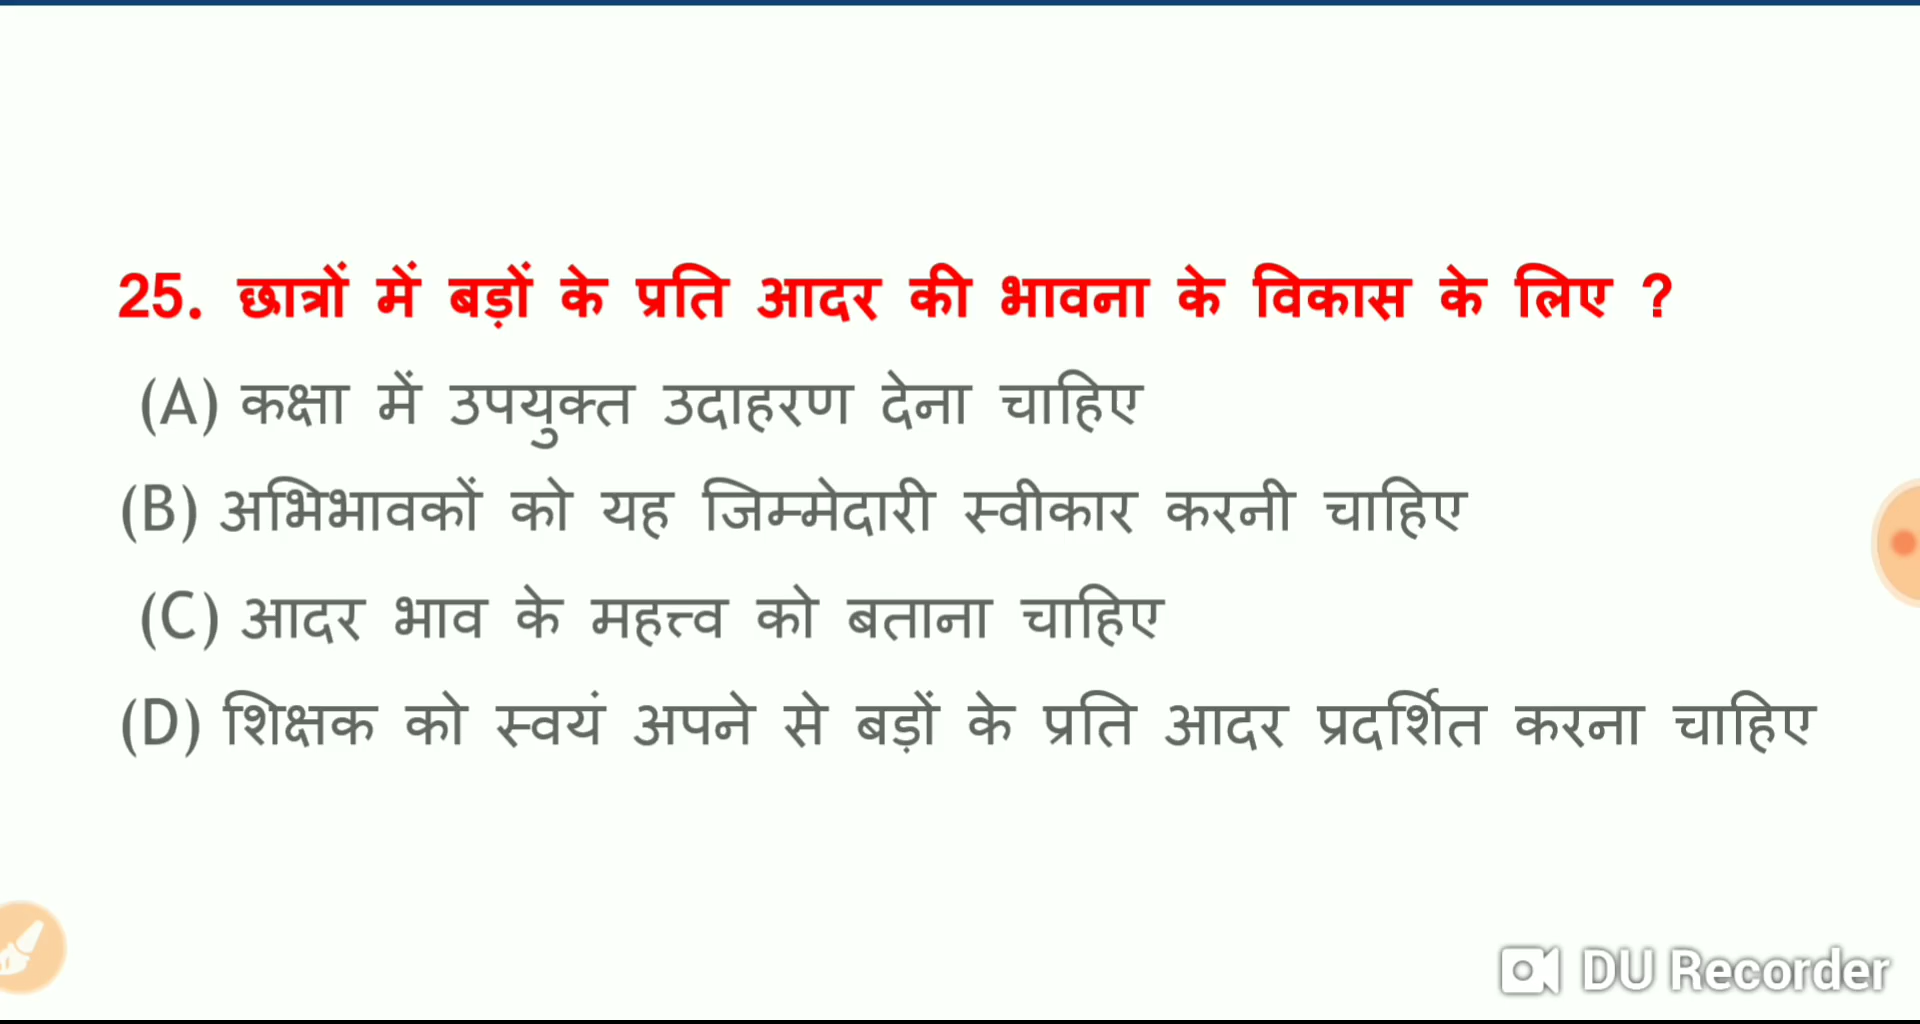 25. छात्रों में बड़ों के प्रति आदर की भावना के विकास के लिए ?
(A) कक्षा में उपयुक्त उदाहरण देना चाहिए
(B) अभिभावकों को यह जिम्मेदारी स्वीकार करनी चाहिए
(C) आदर भाव के महत्त्व को बताना चाहिए
(D) शिक्षक को स्वयं अपने से बड़ों के प्रति आदर प्रदर्शित करना चाहिए
DU Recorder